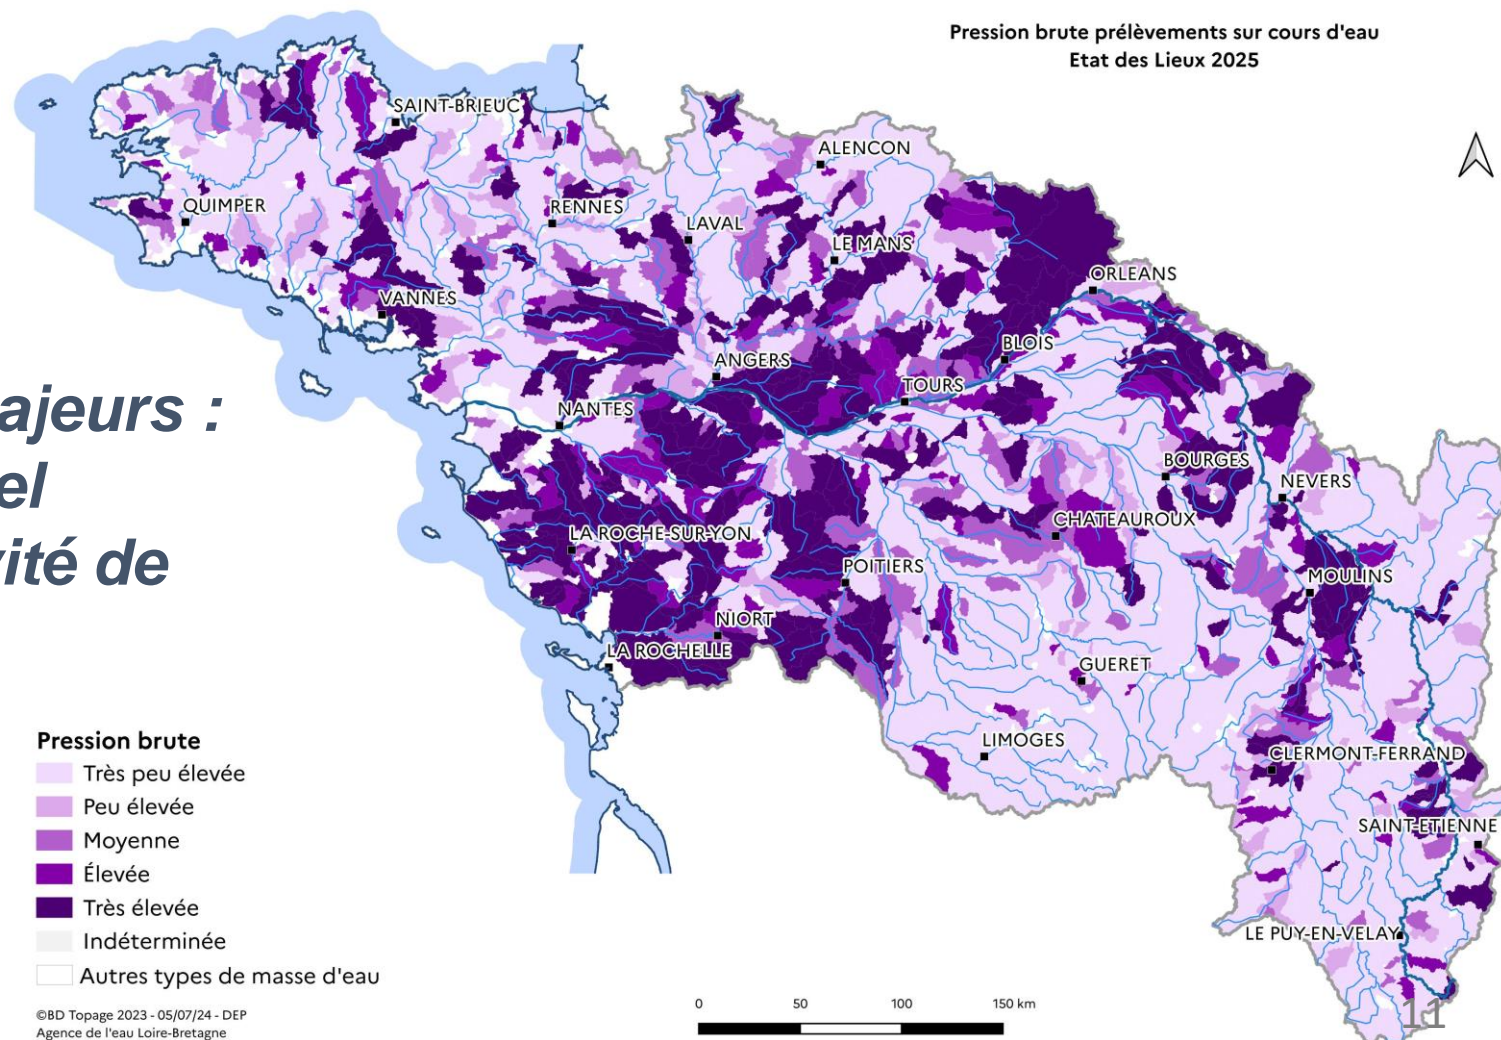 Pression brute prélèvements sur cours d'eau
Etat des Lieux 2025
SAINT-BRIEUC
ALENCON
QUIMPER
RENNES
LAVAL
LE MANS
ORLEANS
VANNES
BLOIS
ANGERS
TOURS
ajeurs :
NANTES
el
BOURGES
NEVERS
CHATEAUROUX
LA ROCHE-SUR-YON
vité de
POITIERS
MOULINS
NIORT
LA ROCHELLE
GUERET
LIMOGES
CLERMONT-FERRAND
SAINT-ETIENNE
LE PUY-EN-VELAY
Pression brute
Très peu élevée
Peu élevée
Moyenne
Élevée
Très élevée
Indéterminée
Autres types de masse d'eau
©BD Topage 2023 - 05/07/24 - DEP
Agence de l'eau Loire-Bretagne
0 50 100 150 km
11